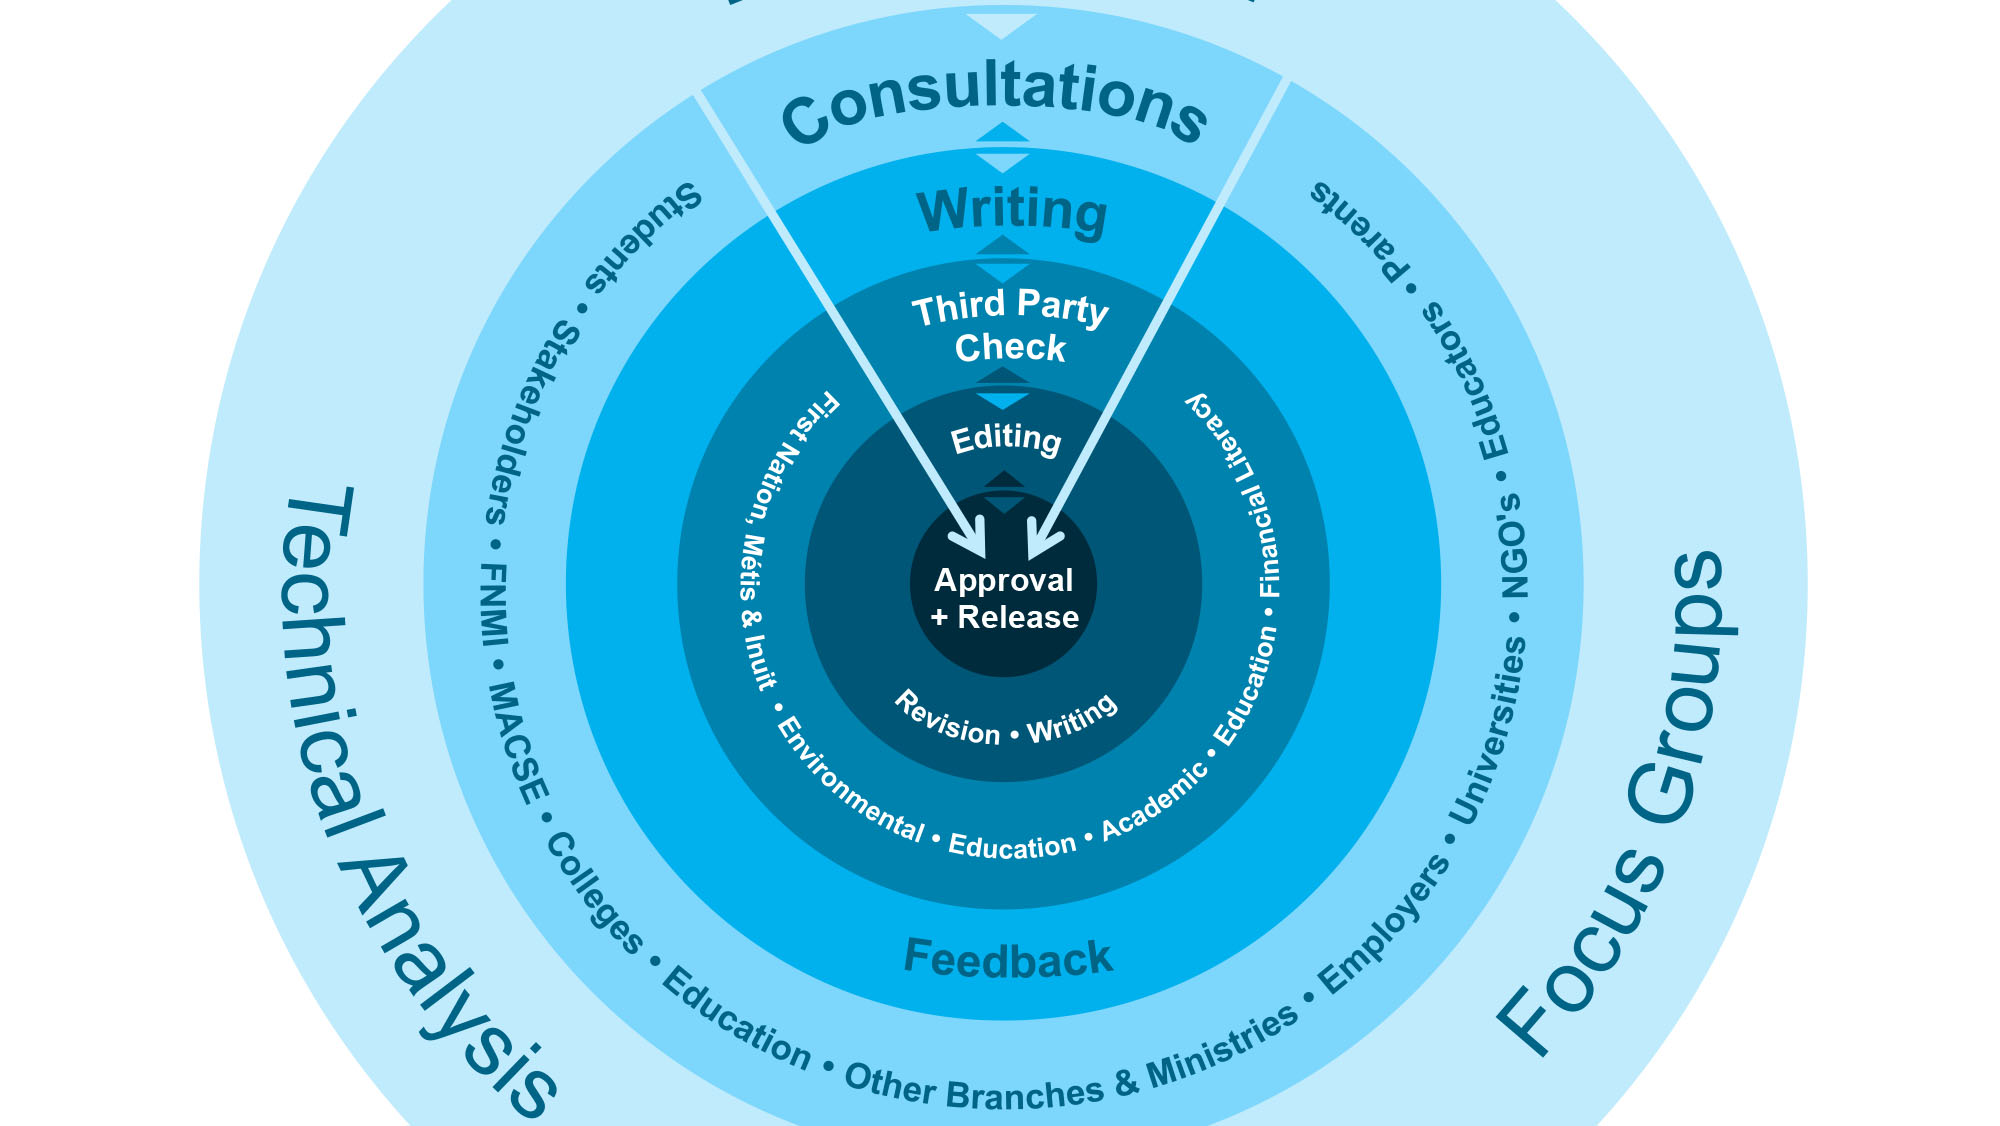 Consultations
Writing
Third Party
Check
Editing
Approval
+ Release
Revision • Writing
First Nation, Métis & Inuit • Environmental • Education • Academic • Education • Financial Literacy
Feedback
Students • Stakeholders • FNMI • MACSE • Colleges • Education • Other Branches & Ministries • Employers • Universities • NGO's • Educators • Parents
Technical Analysis
Focus Groups